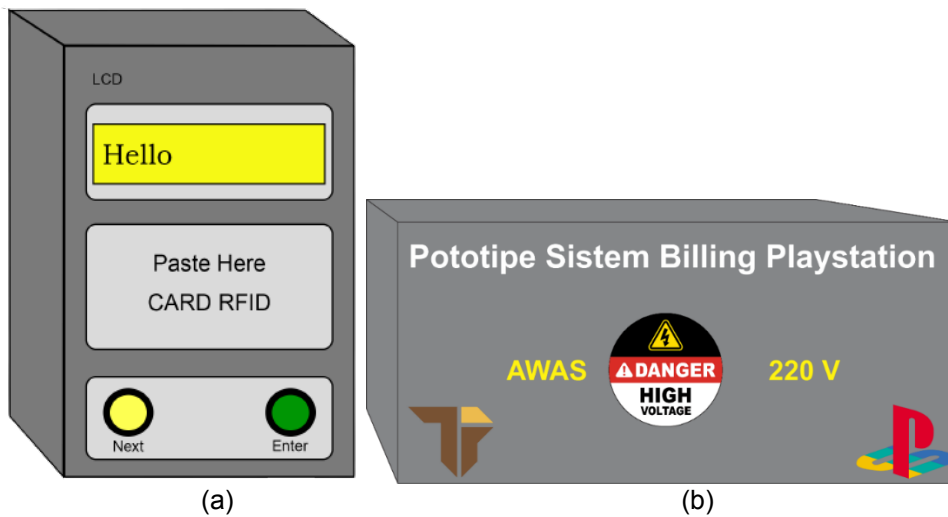 LCD
Hello
Paste Here
CARD RFID
Next
Enter
(a)
Pototipe Sistem Billing Playstation
AWAS
DANGER
HIGH
VOLTAGE
220 V
(b)